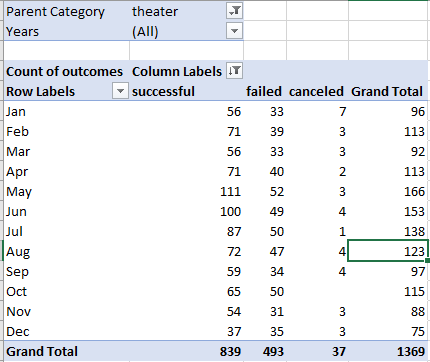 Parent Category theater
Years (All)
Count of outcomes Column Labels
Row Labels successful failed canceled Grand Total
Jan 56 33 7 96
Feb 71 39 3 113
Mar 56 33 3 92
Apr 71 40 2 113
May 111 52 3 166
Jun 100 49 4 153
Jul 87 50 1 138
Aug 72 47 4 123
Sep 59 34 4 97
Oct 65 50 115
Nov 54 31 3 88
Dec 37 35 3 75
Grand Total 839 493 37 1369